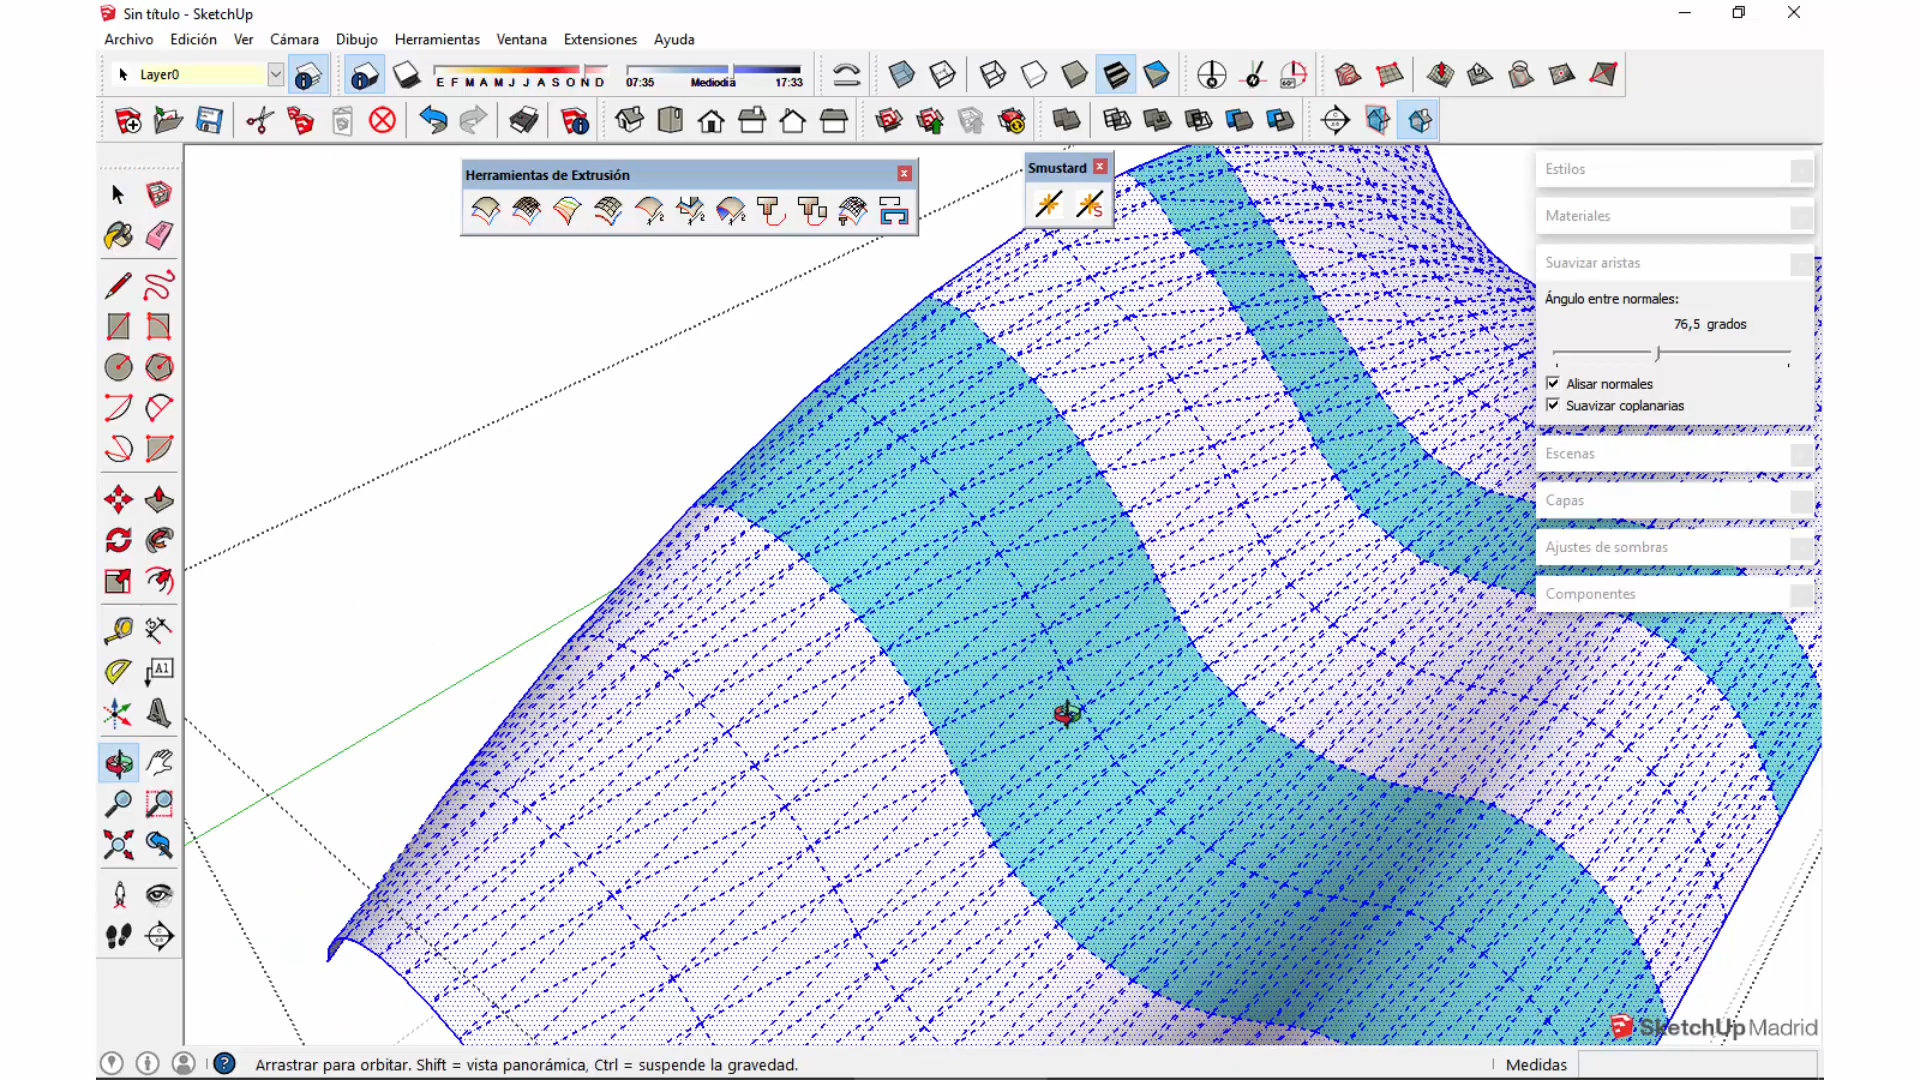 Sin título - SketchUp
Archivo Edición Ver Cámara Dibujo Herramientas Ventana Extensiones Ayuda
Layer0
E F M A M J J A S O N D
07:35 Mediodía 17:33
Herramientas de Extrusión
Smustard
Estilos
Materiales
Suavizar aristas
Ángulo entre normales:
76,5 grados
Alisar normales
Suavizar coplanarias
Escenas
Capas
Ajustes de sombras
Componentes
A1
SketchUp Madrid
Arrastrar para orbitar. Shift = vista panorámica, Ctrl = suspende la gravedad.
Medidas